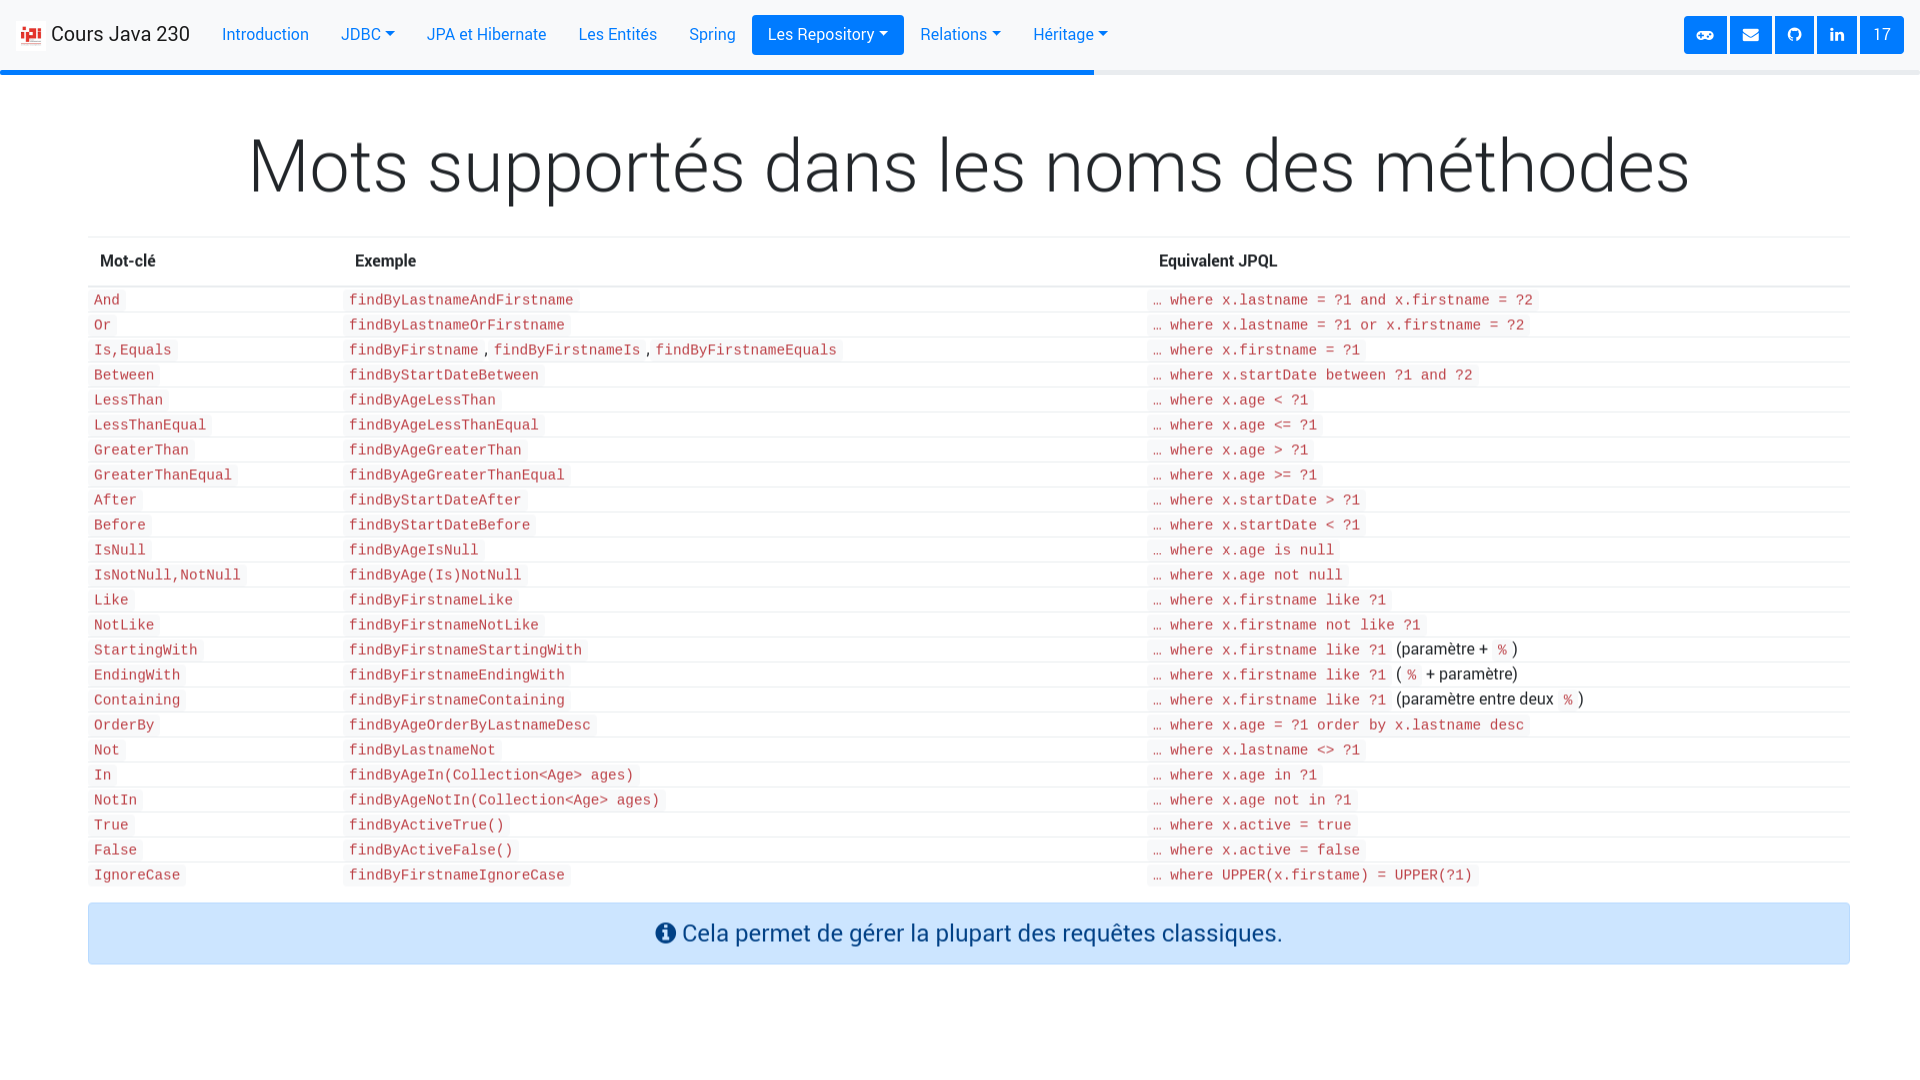 ipi Cours Java 230 Introduction JDBC JPA et Hibernate Les Entités Spring Les Repository Relations Héritage 17
Mots supportés dans les noms des méthodes
Mot-clé Exemple Equivalent JPQL
And findByLastnameAndFirstname … where x.lastname = ?1 and x.firstname = ?2
Or findByLastnameOrFirstname … where x.lastname = ?1 or x.firstname = ?2
Is,Equals findByFirstname , findByFirstnameIs , findByFirstnameEquals … where x.firstname = ?1
Between findByStartDateBetween … where x.startDate between ?1 and ?2
LessThan findByAgeLessThan … where x.age < ?1
LessThanEqual findByAgeLessThanEqual … where x.age <= ?1
GreaterThan findByAgeGreaterThan … where x.age > ?1
GreaterThanEqual findByAgeGreaterThanEqual … where x.age >= ?1
After findByStartDateAfter … where x.startDate > ?1
Before findByStartDateBefore … where x.startDate < ?1
IsNull findByAgeIsNull … where x.age is null
IsNotNull,NotNull findByAge(Is)NotNull … where x.age not null
Like findByFirstnameLike … where x.firstname like ?1
NotLike findByFirstnameNotLike … where x.firstname not like ?1
StartingWith findByFirstnameStartingWith … where x.firstname like ?1 (paramètre + % )
EndingWith findByFirstnameEndingWith … where x.firstname like ?1 ( % + paramètre)
Containing findByFirstnameContaining … where x.firstname like ?1 (paramètre entre deux % )
OrderBy findByAgeOrderByLastnameDesc … where x.age = ?1 order by x.lastname desc
Not findByLastnameNot … where x.lastname <> ?1
In findByAgeIn(Collection<Age> ages) … where x.age in ?1
NotIn findByAgeNotIn(Collection<Age> ages) … where x.age not in ?1
True findByActiveTrue() … where x.active = true
False findByActiveFalse() … where x.active = false
IgnoreCase findByFirstnameIgnoreCase … where UPPER(x.firstame) = UPPER(?1)
Cela permet de gérer la plupart des requêtes classiques.